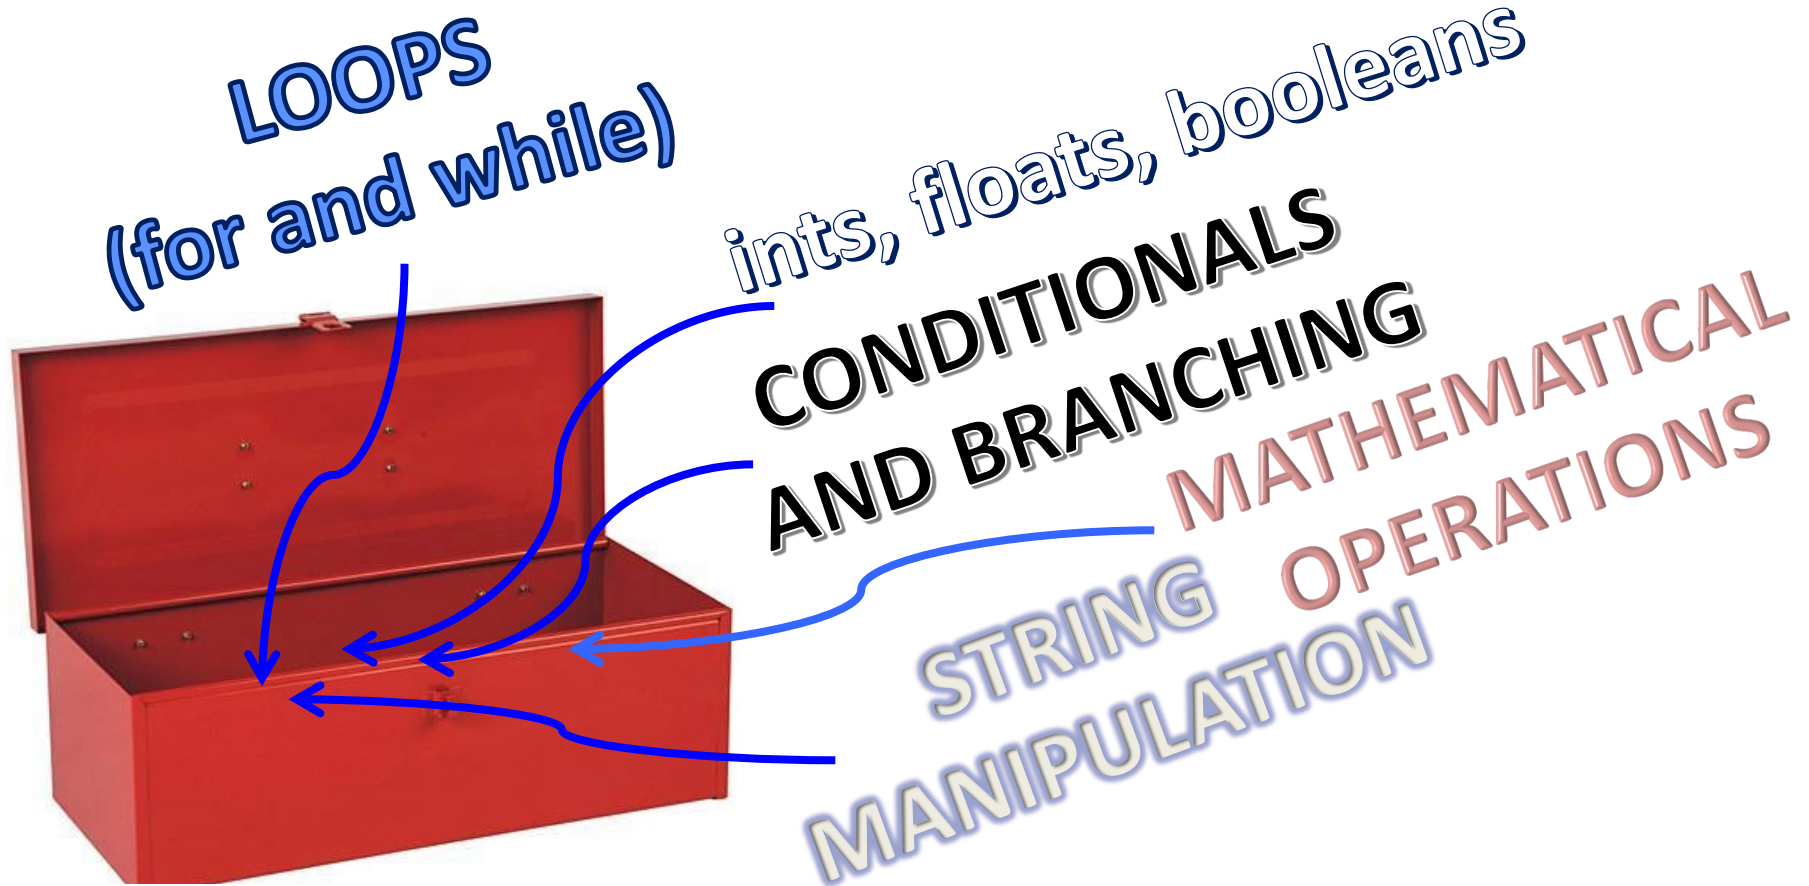 LOOPS
(for and while)
ints, floats, booleans
CONDITIONALS
AND BRANCHING
MATHEMATICAL
OPERATIONS
STRING
MANIPULATION